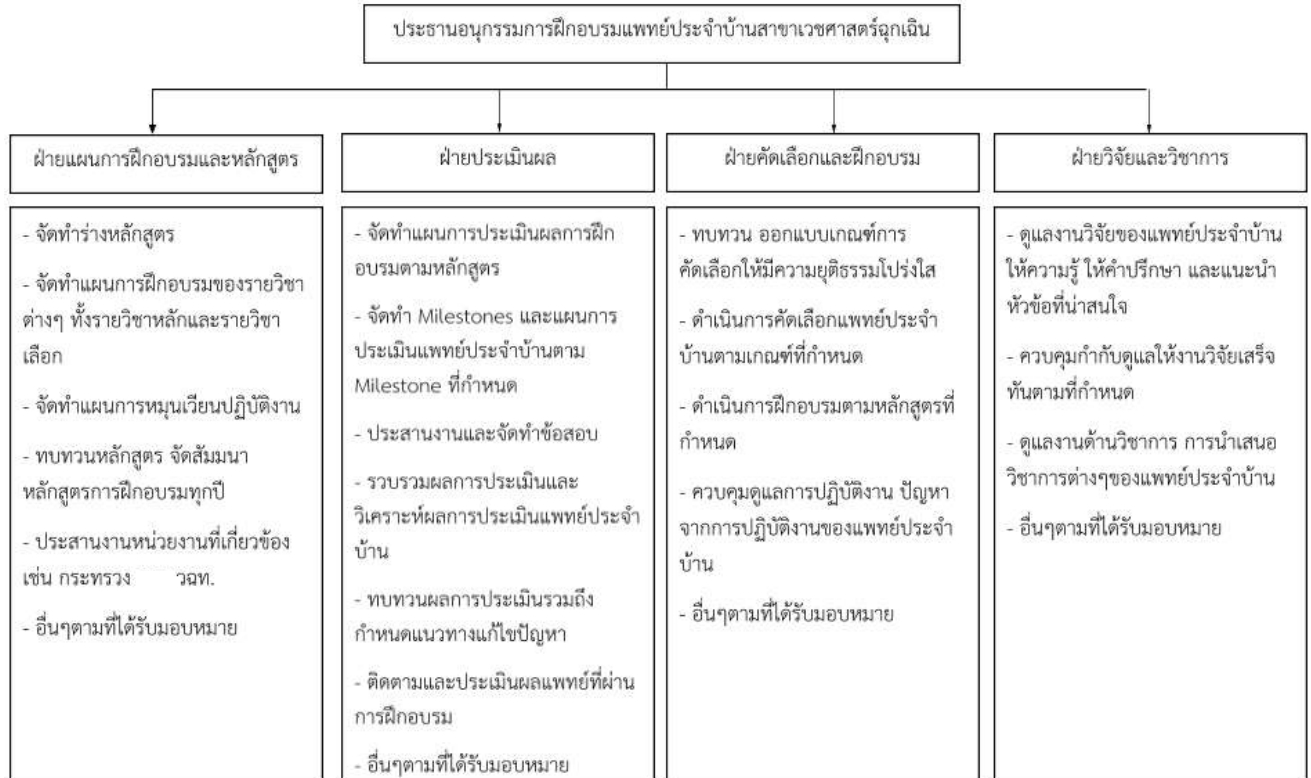 ประธานอนุกรรมการฝึกอบรมแพทย์ประจำบ้านสาขาเวชศาสตร์ฉุกเฉิน
ฝ่ายแผนการฝึกอบรมและหลักสูตร
- จัดทำร่างหลักสูตร
- จัดทำแผนการฝึกอบรมของรายวิชา
ต่างๆ ทั้งรายวิชาหลักและรายวิชา
เลือก
- จัดทำแผนการหมุนเวียนปฏิบัติงาน
- ทบทวนหลักสูตร จัดสัมมนา
หลักสูตรการฝึกอบรมทุกปี
- ประสานงานหน่วยงานที่เกี่ยวข้อง
เช่น กระทรวง วฉท.
- อื่นๆตามที่ได้รับมอบหมาย
ฝ่ายประเมินผล
- จัดทำแผนการประเมินผลการฝึก
อบรมตามหลักสูตร
- จัดทำ Milestones และแผนการ
ประเมินแพทย์ประจำบ้านตาม
Milestone ที่กำหนด
- ประสานงานและจัดทำข้อสอบ
- รวบรวมผลการประเมินและ
วิเคราะห์ผลการประเมินแพทย์ประจำ
บ้าน
- ทบทวนผลการประเมินรวมถึง
กำหนดแนวทางแก้ไขปัญหา
- ติดตามและประเมินผลแพทย์ที่ผ่าน
การฝึกอบรม
- อื่นๆตามที่ได้รับมอบหมาย
ฝ่ายคัดเลือกและฝึกอบรม
- ทบทวน ออกแบบเกณฑ์การ
คัดเลือกให้มีความยุติธรรมโปร่งใส
- ดำเนินการคัดเลือกแพทย์ประจำ
บ้านตามเกณฑ์ที่กำหนด
- ดำเนินการฝึกอบรมตามหลักสูตรที่
กำหนด
- ควบคุมดูแลการปฏิบัติงาน ปัญหา
จากการปฏิบัติงานของแพทย์ประจำ
บ้าน
- อื่นๆตามที่ได้รับมอบหมาย
ฝ่ายวิจัยและวิชาการ
- ดูแลงานวิจัยของแพทย์ประจำบ้าน
ให้ความรู้ ให้คำปรึกษา และแนะนำ
หัวข้อที่น่าสนใจ
- ควบคุมกำกับดูแลให้งานวิจัยเสร็จ
ทันตามที่กำหนด
- ดูแลงานด้านวิชาการ การนำเสนอ
วิชาการต่างๆของแพทย์ประจำบ้าน
- อื่นๆตามที่ได้รับมอบหมาย